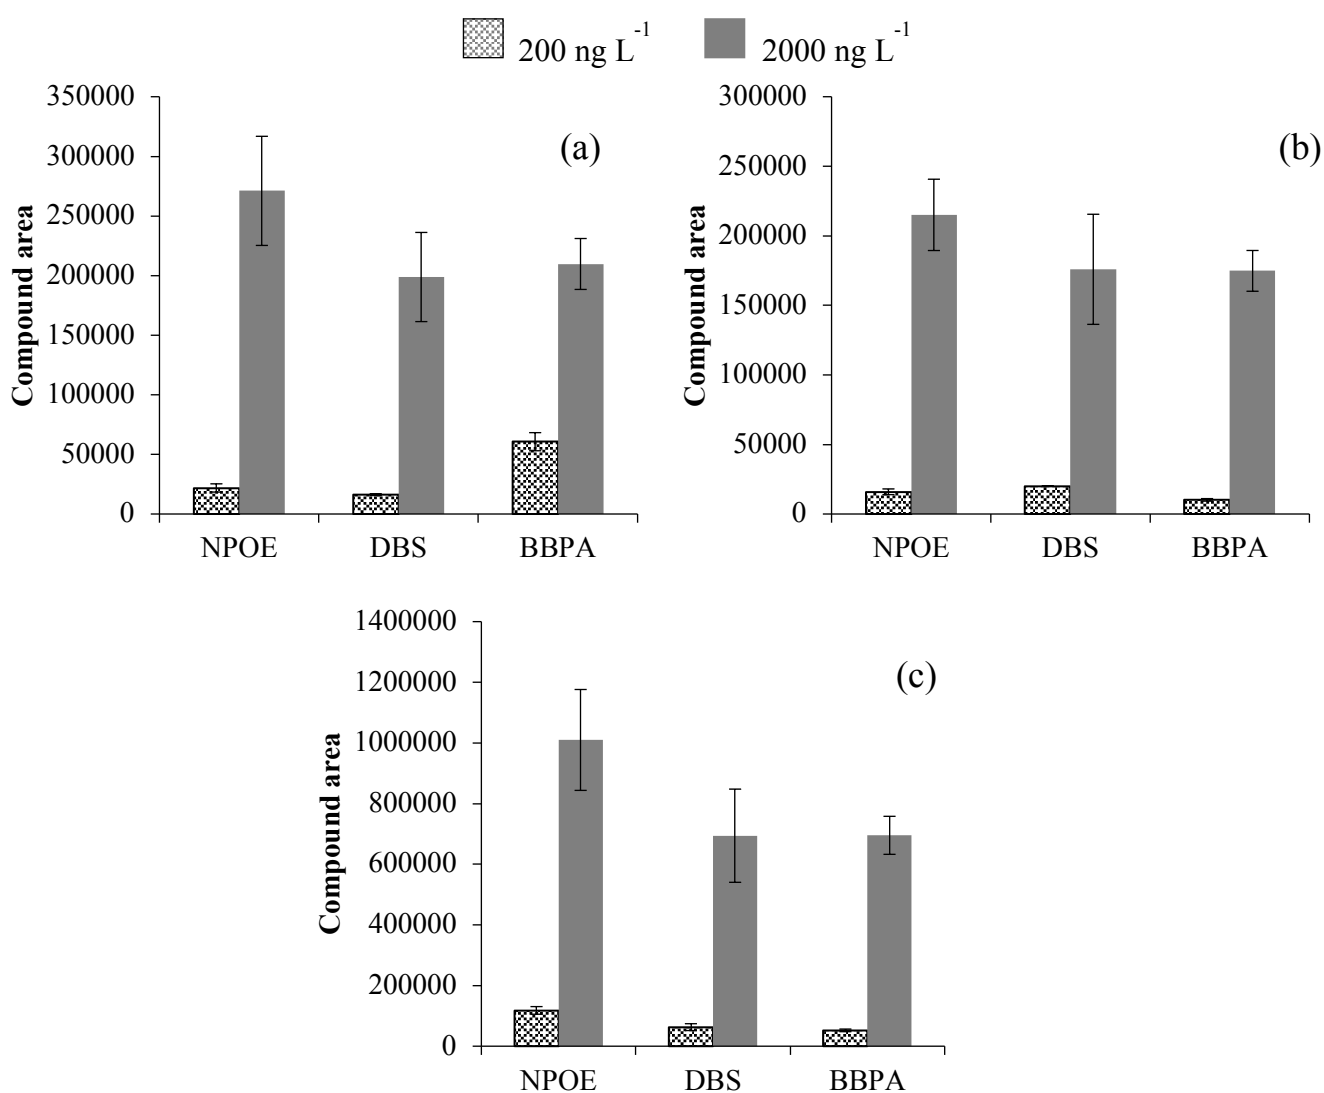 200 ng L-1 2000 ng L-1
350000
300000
250000
200000
150000
100000
50000
0
Compound area
(a)
NPOE DBS BBPA
300000
250000
200000
150000
100000
50000
0
Compound area
(b)
NPOE DBS BBPA
1400000
1200000
1000000
800000
600000
400000
200000
0
Compound area
(c)
NPOE DBS BBPA